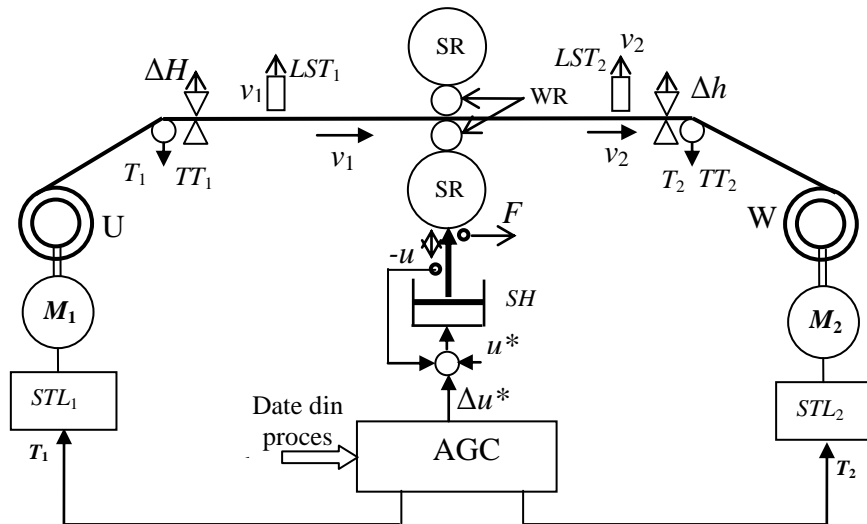 SR
v₂
ΔH
LST₁
LST₂
Δh
v₁
WR
T₁
TT₁
v₁
v₂
T₂
TT₂
SR
U
F
W
-u
SH
M₁
M₂
u*
STL₁
Δu*
STL₂
Date din
proces
AGC
T₁
T₂